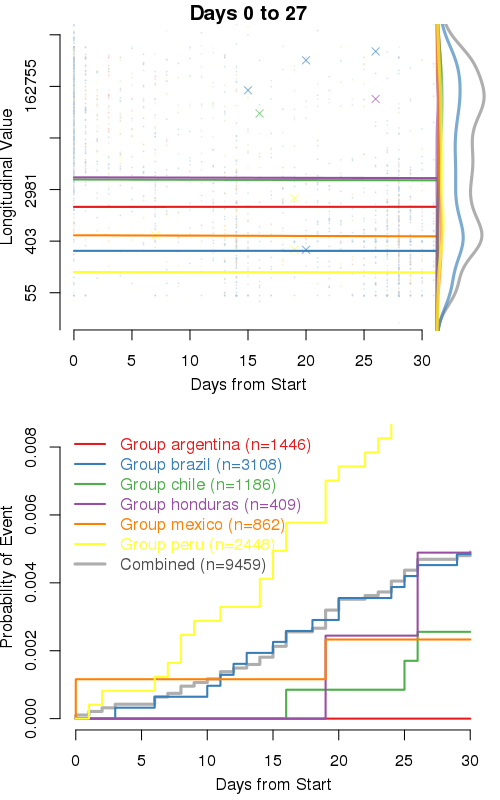 Days 0 to 27
Longitudinal Value
162755
2981
403
55
0 5 10 15 20 25 30
Days from Start
Probability of Event
0.008
0.006
0.004
0.002
0.000
Group argentina (n=1446)
Group brazil (n=3108)
Group chile (n=1186)
Group honduras (n=409)
Group mexico (n=862)
Group peru (n=2448)
Combined (n=9459)
0 5 10 15 20 25 30
Days from Start